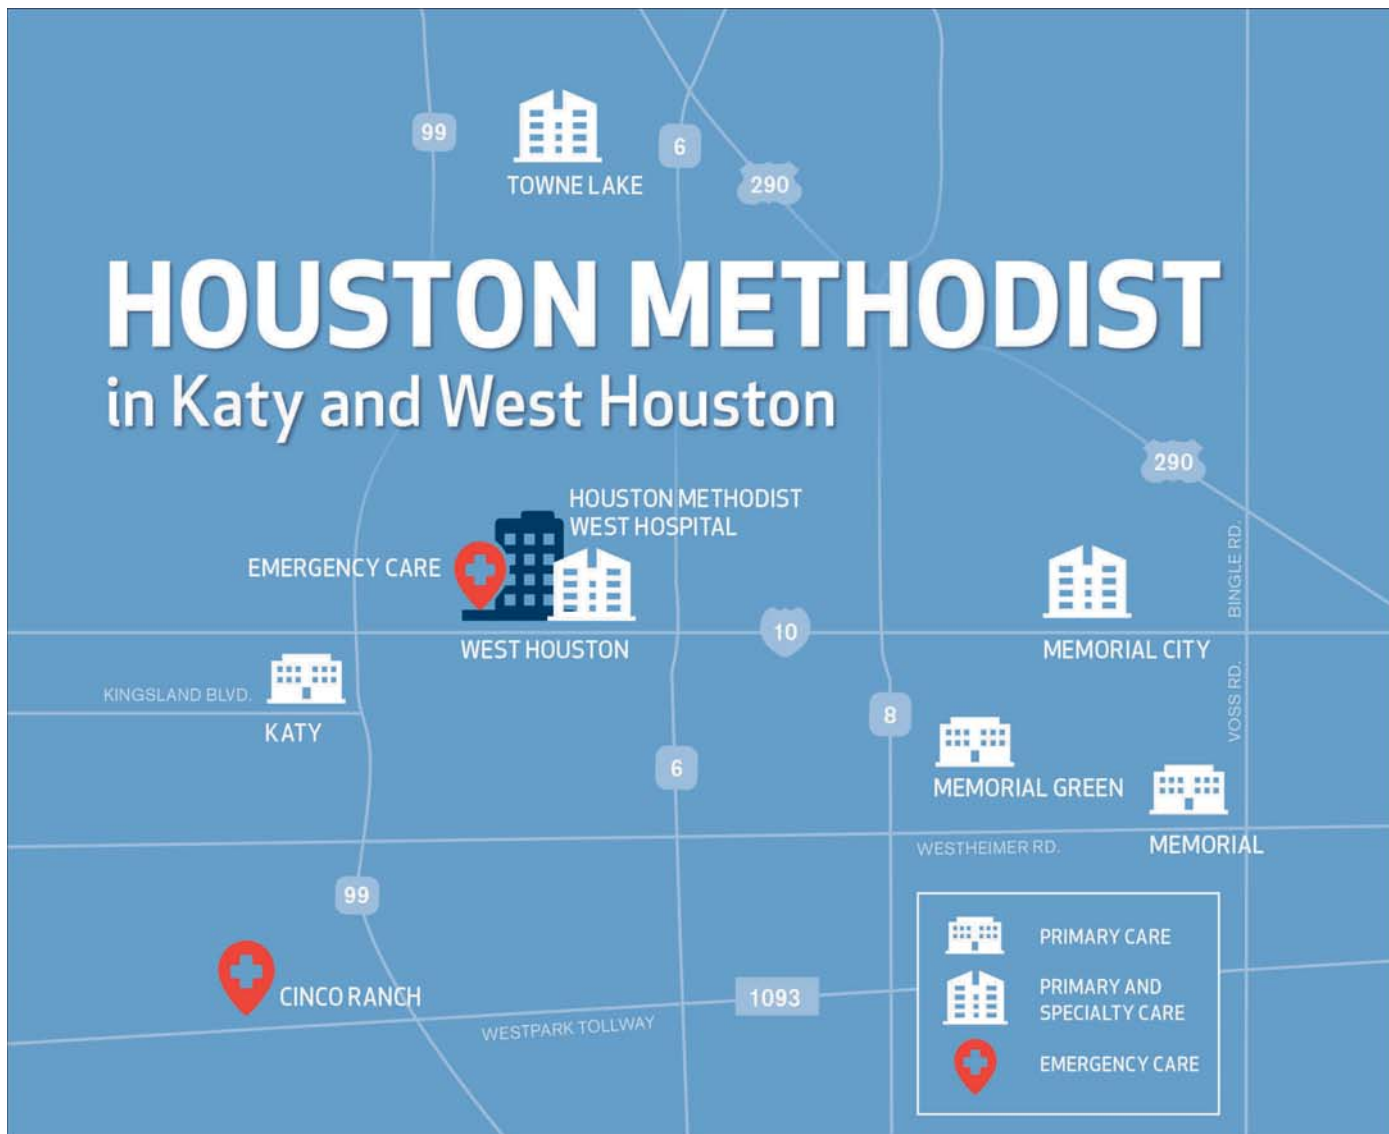 99
6
TOWNE LAKE
290
HOUSTON METHODIST
in Katy and West Houston
290
HOUSTON METHODIST
WEST HOSPITAL
EMERGENCY CARE
BINGLE RD.
10
WEST HOUSTON
MEMORIAL CITY
KINGSLAND BLVD.
KATY
VOSS RD.
8
6
MEMORIAL GREEN
MEMORIAL
WESTHEIMER RD.
99
CINCO RANCH
1093
WESTPARK TOLLWAY
PRIMARY CARE
PRIMARY AND
SPECIALTY CARE
EMERGENCY CARE